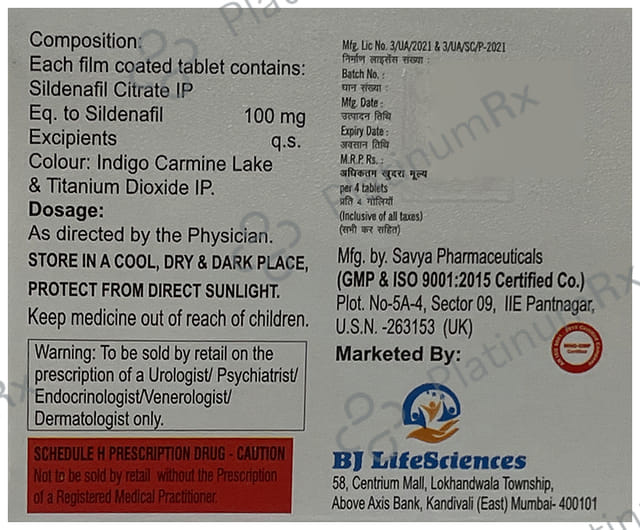 Composition:
Each film coated tablet contains:
Sildenafil Citrate IP
Eq. to Sildenafil 100 mg
Excipients q.s.
Colour: Indigo Carmine Lake
& Titanium Dioxide IP.
Dosage:
As directed by the Physician.
STORE IN A COOL, DRY & DARK PLACE,
PROTECT FROM DIRECT SUNLIGHT.
Keep medicine out of reach of children.
Warning: To be sold by retail on the
prescription of a Urologist/ Psychiatrist/
Endocrinologist/Venerologist/
Dermatologist only.
SCHEDULE H PRESCRIPTION DRUG - CAUTION
Not to be sold by retail without the Prescription
of a Registered Medical Practitioner.
Mfg. Lic No. 3/UA/2021 & 3/UA/SC/P-2021
निर्माण लाइसेंस संख्या :
Batch No. :
घान संख्या :
Mfg. Date :
उत्पादन तिथि
Expiry Date :
अवसान तिथि
M.R.P. Rs. :
अधिकतम खुदरा मूल्य
per 4 tablets
प्रति 4 गोलियाँ
(Inclusive of all taxes)
(सभी कर सहित)
Mfg. by. Savya Pharmaceuticals
(GMP & ISO 9001:2015 Certified Co.)
Plot. No-5A-4, Sector 09, IIE Pantnagar,
U.S.N. -263153 (UK)
Marketed By:
BJ LifeSciences
58, Centrium Mall, Lokhandwala Township,
Above Axis Bank, Kandivali (East) Mumbai- 400101
PlatinumRx